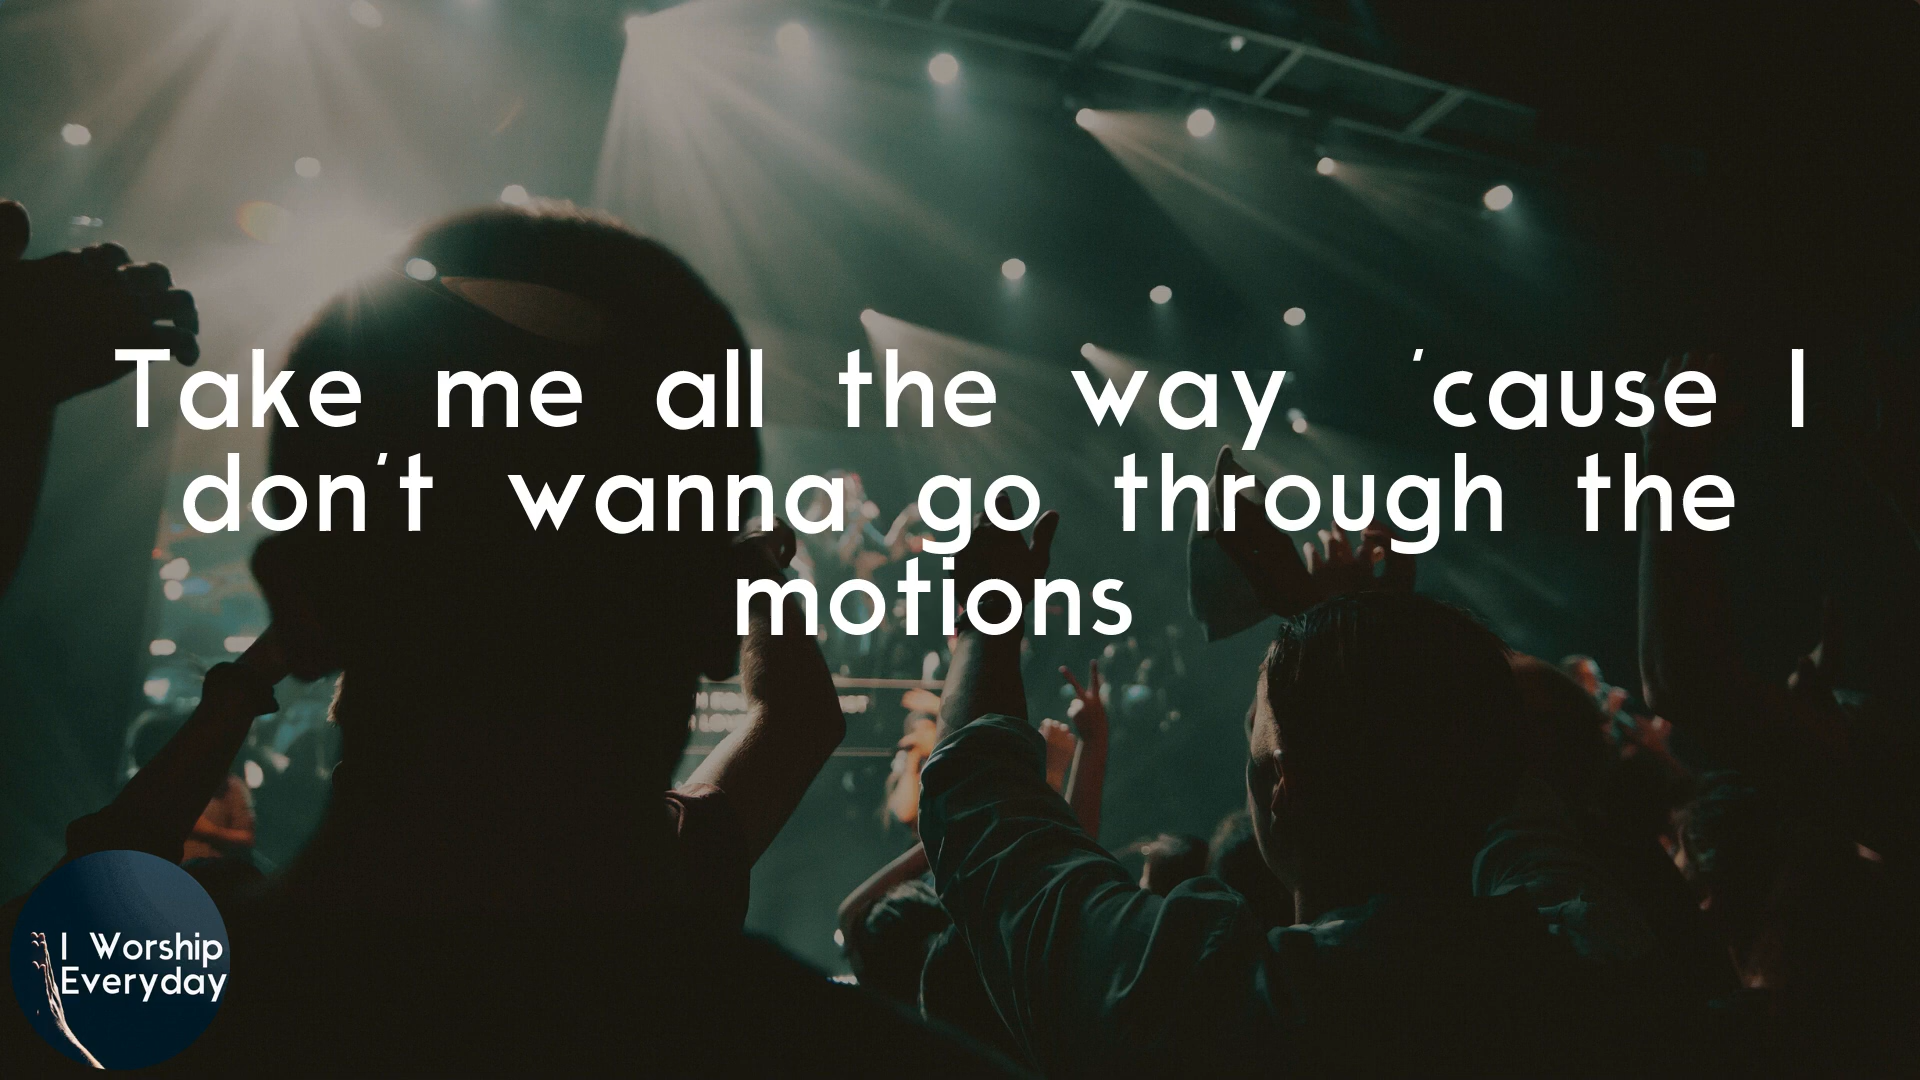 Take me all the way 'cause I
don't wanna go through the
motions
I Worship
Everyday